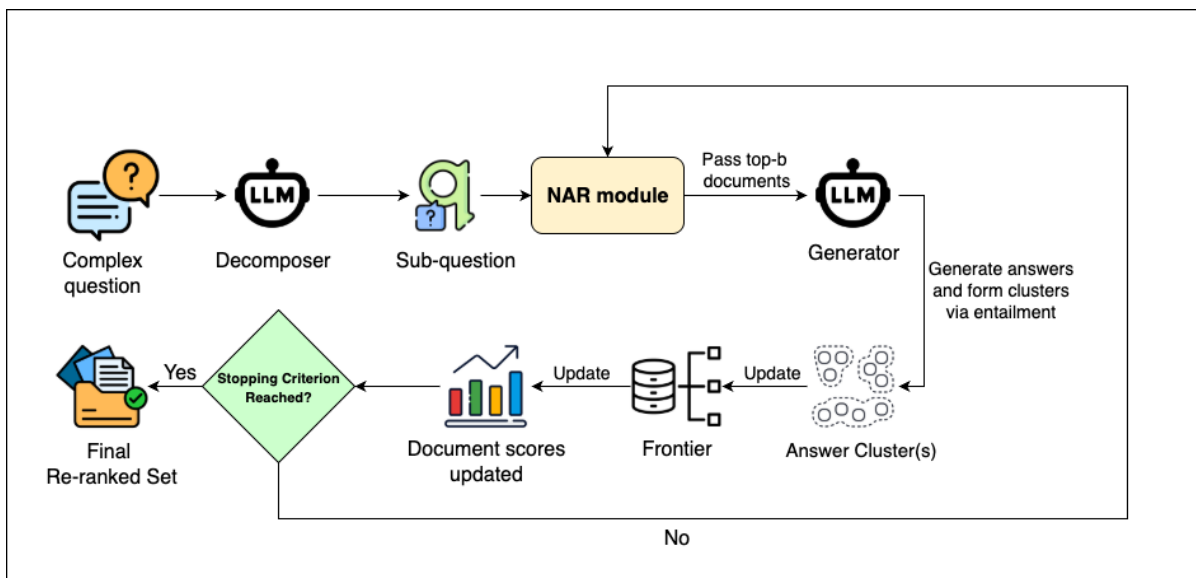 ?
LLM
?
NAR module
Pass top-b
documents
LLM
Complex
question
Decomposer
Sub-question
Generator
Generate answers
and form clusters
via entailment
Yes
Stopping Criterion
Reached?
Update
Update
Final
Re-ranked Set
Document scores
updated
Frontier
Answer Cluster(s)
No